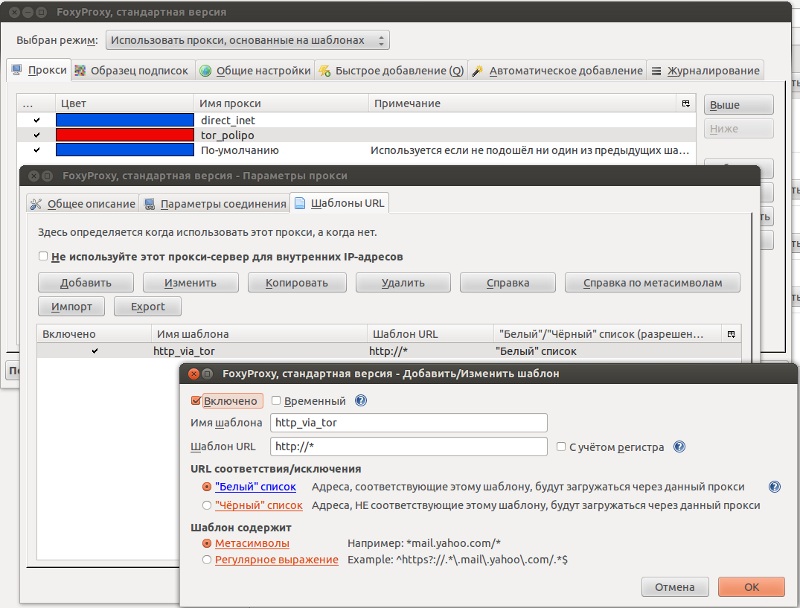 FoxyProxy, стандартная версия
Выбран режим: Использовать прокси, основанные на шаблонах
Прокси Образец подписок Общие настройки Быстрое добавление (Q) Автоматическое добавление Журналирование
... Цвет Имя прокси Примечание
direct_inet
tor_polipo
По-умолчанию Используется если не подошёл ни один из предыдущих ша...
Выше
Ниже
FoxyProxy, стандартная версия - Параметры прокси
Общее описание Параметры соединения Шаблоны URL
Здесь определяется когда использовать этот прокси, а когда нет.
Не используйте этот прокси-сервер для внутренних IP-адресов
Добавить Изменить Копировать Удалить Справка Справка по метасимволам
Импорт Export
Включено Имя шаблона Шаблон URL "Белый"/"Чёрный" список (разрешен...
http_via_tor http://* "Белый" список
FoxyProxy, стандартная версия - Добавить/Изменить шаблон
Включено Временный
Имя шаблона http_via_tor
Шаблон URL http://* С учётом регистра
URL соответствия/исключения
"Белый" список Адреса, соответствующие этому шаблону, будут загружаться через данный прокси
"Чёрный" список Адреса, НЕ соответствующие этому шаблону, будут загружаться через данный прокси
Шаблон содержит
Метасимволы Например: *mail.yahoo.com/*
Регулярное выражение Example: ^https?://.*\.mail\.yahoo\.com/.*$
Отмена OK